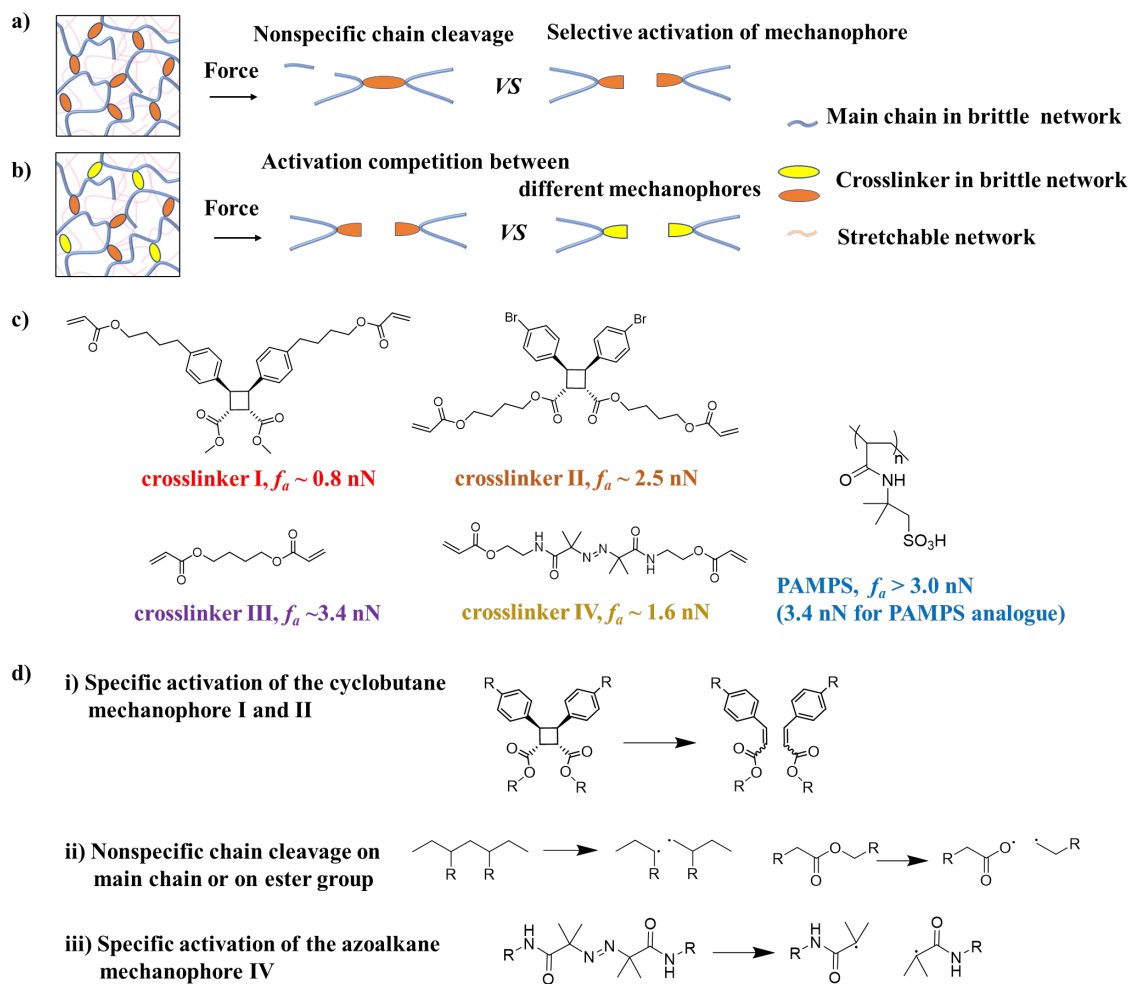 a)
Nonspecific chain cleavage
Selective activation of mechanophore
Force
VS
Main chain in brittle network
b)
Activation competition between
different mechanophores
Crosslinker in brittle network
Force
VS
Stretchable network
c)
O
O
O
O
Br
Br
O
O
O
O
O
O
O
O
O
O
O
O
crosslinker I, fa ~ 0.8 nN
crosslinker II, fa ~ 2.5 nN
n
O
NH
SO3H
O
O
O
O
O
O
H
N
O
N
N
O
N
H
O
O
crosslinker III, fa ~3.4 nN
crosslinker IV, fa ~ 1.6 nN
PAMPS, fa > 3.0 nN
(3.4 nN for PAMPS analogue)
d)
i) Specific activation of the cyclobutane
mechanophore I and II
R
R
O
O
O
O
R
R
R
R
O
O
O
O
R
R
ii) Nonspecific chain cleavage on
main chain or on ester group
R
R
R
R
R
O
O
R
R
O
O
R
iii) Specific activation of the azoalkane
mechanophore IV
R
H
N
O
N
N
O
N
H
R
R
H
N
O
O
N
H
R